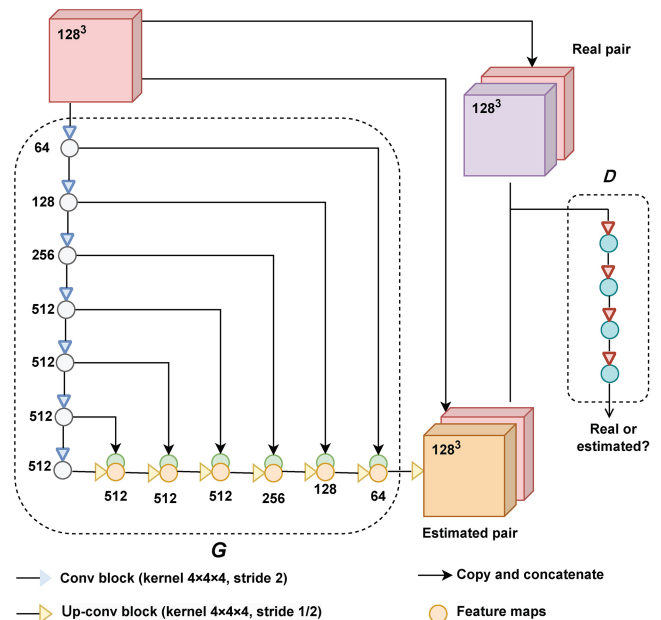 128³
Real pair
128³
D
64
128
256
512
512
512
512
512
512
512
256
128
64
128³
Real or
estimated?
Estimated pair
G
Conv block (kernel 4×4×4, stride 2)
Copy and concatenate
Up-conv block (kernel 4×4×4, stride 1/2)
Feature maps